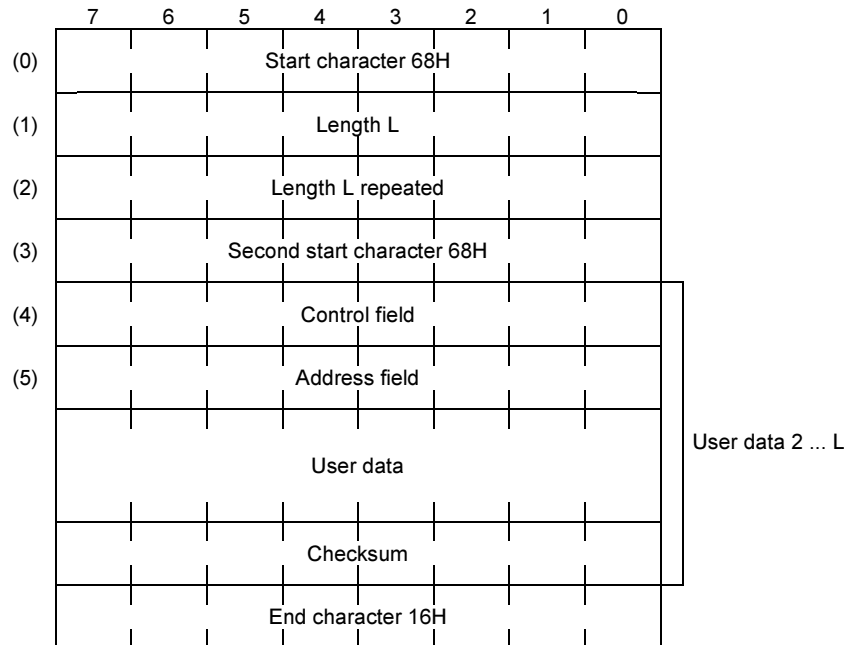 7 6 5 4 3 2 1 0
(0) Start character 68H
(1) Length L
(2) Length L repeated
(3) Second start character 68H
(4) Control field
(5) Address field
User data 2 ... L
User data
Checksum
End character 16H